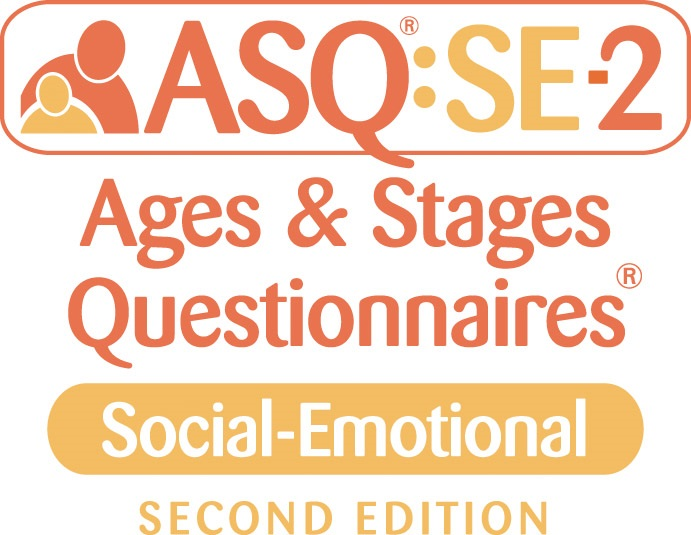 ASQ®:SE-2
Ages & Stages
Questionnaires®
Social-Emotional
SECOND EDITION